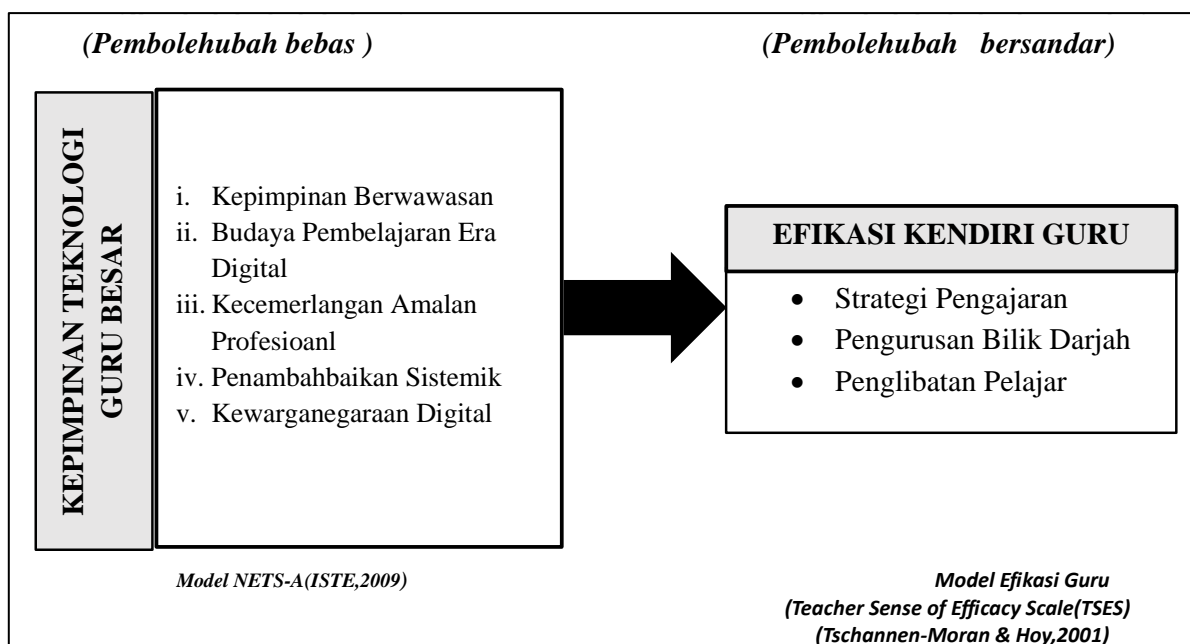 (Pembolehubah bebas )
(Pembolehubah bersandar)
KEPIMPINAN TEKNOLOGI
GURU BESAR
i. Kepimpinan Berwawasan
ii. Budaya Pembelajaran Era
Digital
iii. Kecemerlangan Amalan
Profesioanl
iv. Penambahbaikan Sistemik
v. Kewarganegaraan Digital
EFIKASI KENDIRI GURU
• Strategi Pengajaran
• Pengurusan Bilik Darjah
• Penglibatan Pelajar
Model NETS-A(ISTE,2009)
Model Efikasi Guru
(Teacher Sense of Efficacy Scale(TSES)
(Tschannen-Moran & Hoy,2001)